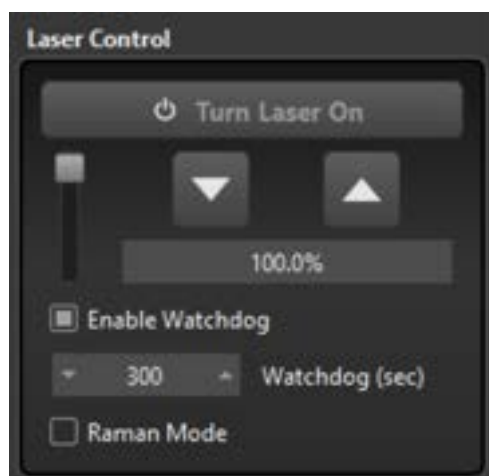 Laser Control
Turn Laser On
100.0%
Enable Watchdog
300 Watchdog (sec)
Raman Mode